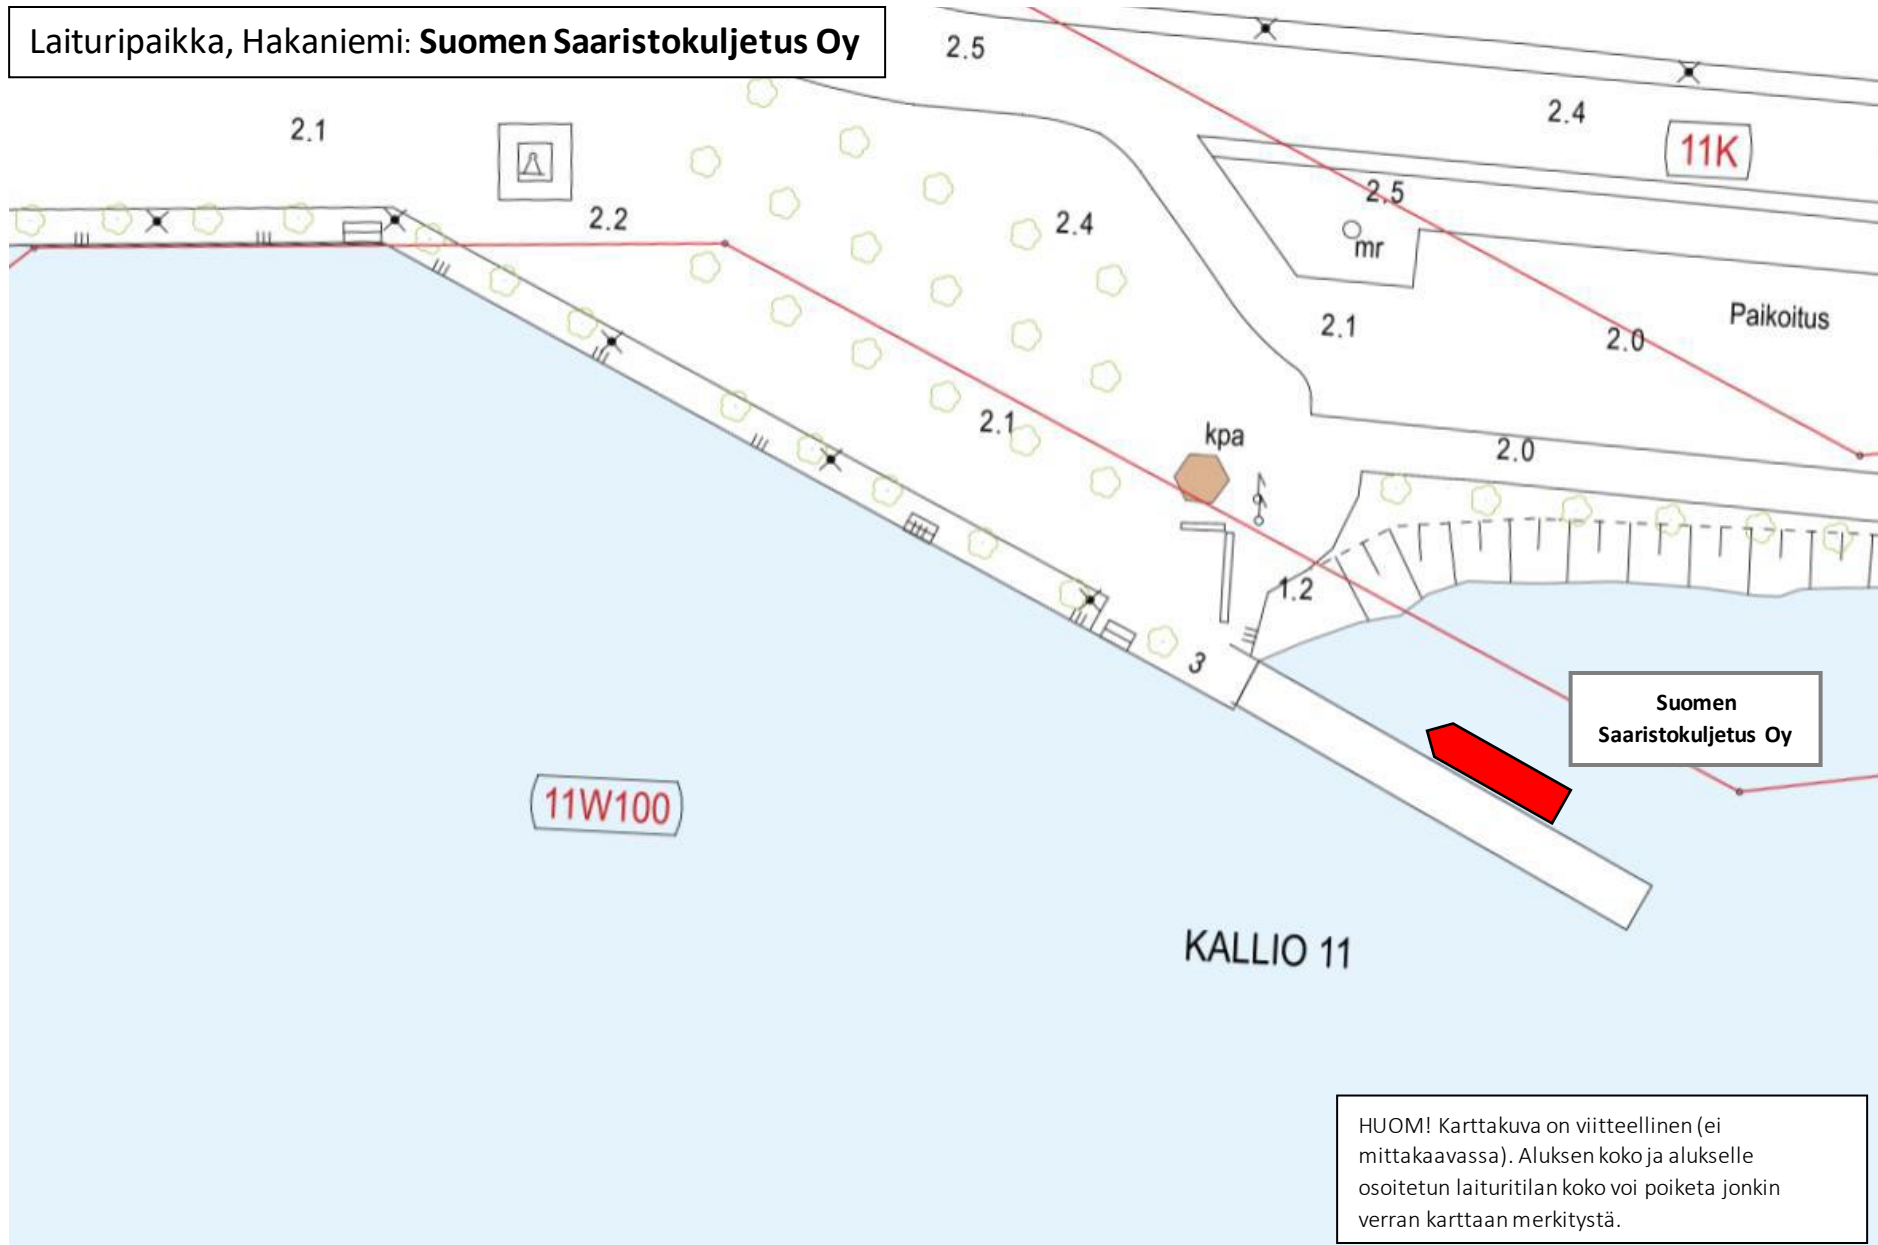 Laituripaikka, Hakaniemi: Suomen Saaristokuljetus Oy
2.5
2.4
2.1
11K
2.5
2.2
2.4
mr
2.1
2.0
Paikoitus
2.1
kpa
2.0
1.2
3
Suomen
Saaristokuljetus Oy
11W100
KALLIO 11
HUOM! Karttakuva on viitteellinen (ei
mittakaavassa). Aluksen koko ja alukselle
osoitetun laituritilan koko voi poiketa jonkin
verran karttaan merkitystä.